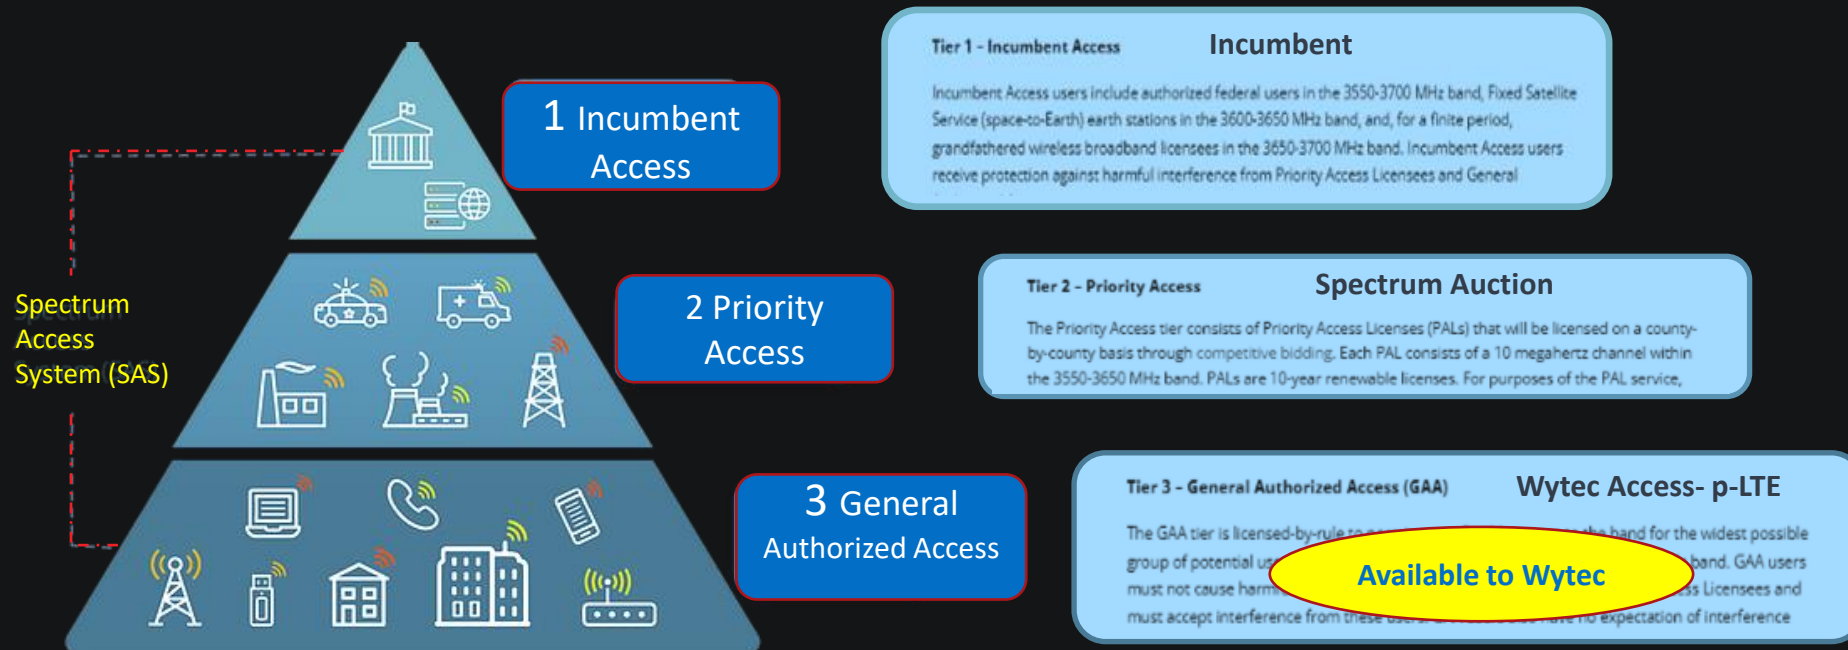 Spectrum
Access
System (SAS)
1 Incumbent
Access
Tier 1 - Incumbent Access
Incumbent
Incumbent Access users include authorized federal users in the 3550-3700 MHz band, Fixed Satellite
Service (space-to-Earth) earth stations in the 3600-3650 MHz band, and, for a finite period,
grandfathered wireless broadband licensees in the 3650-3700 MHz band. Incumbent Access users
receive protection against harmful interference from Priority Access Licensees and General
2 Priority
Access
Tier 2 - Priority Access
Spectrum Auction
The Priority Access tier consists of Priority Access Licenses (PALs) that will be licensed on a county-
by-county basis through competitive bidding. Each PAL consists of a 10 megahertz channel within
the 3550-3650 MHz band. PALs are 10-year renewable licenses. For purposes of the PAL service,
3 General
Authorized Access
Tier 3 - General Authorized Access (GAA)
Wytec Access- p-LTE
The GAA tier is licensed-by-rule to the band for the widest possible
group of potential band. GAA users
must not cause Licensees and
must accept interference from these no expectation of interference
Available to Wytec